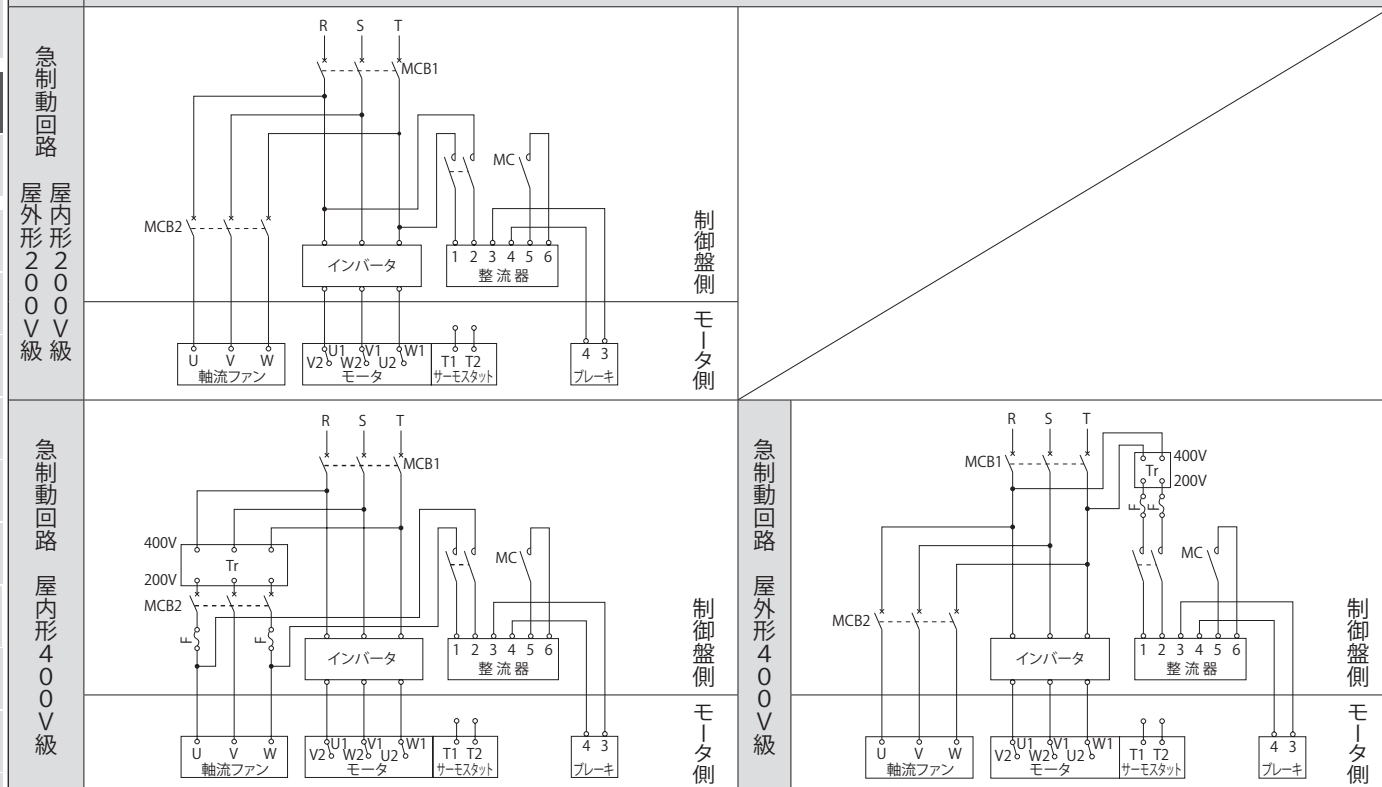 急制動回路
屋内形200V級
屋外形200V級
R S T
MCB1
MCB2
MC
1 2 3 4 5 6
インバータ
整流器
制御盤側
モータ側
U V W
軸流ファン
U1 V1 W1
V2 W2 U2
モータ
T1 T2
サーモスタット
4 3
ブレーキ
急制動回路 屋内形400V級
R S T
MCB1
400V
Tr
200V
MCB2
F F
MC
1 2 3 4 5 6
インバータ
整流器
制御盤側
モータ側
U V W
軸流ファン
U1 V1 W1
V2 W2 U2
モータ
T1 T2
サーモスタット
4 3
ブレーキ
急制動回路 屋外形400V級
R S T
MCB1
400V
Tr
200V
F F
MC
MCB2
1 2 3 4 5 6
インバータ
整流器
制御盤側
モータ側
U V W
軸流ファン
U1 V1 W1
V2 W2 U2
モータ
T1 T2
サーモスタット
4 3
ブレーキ